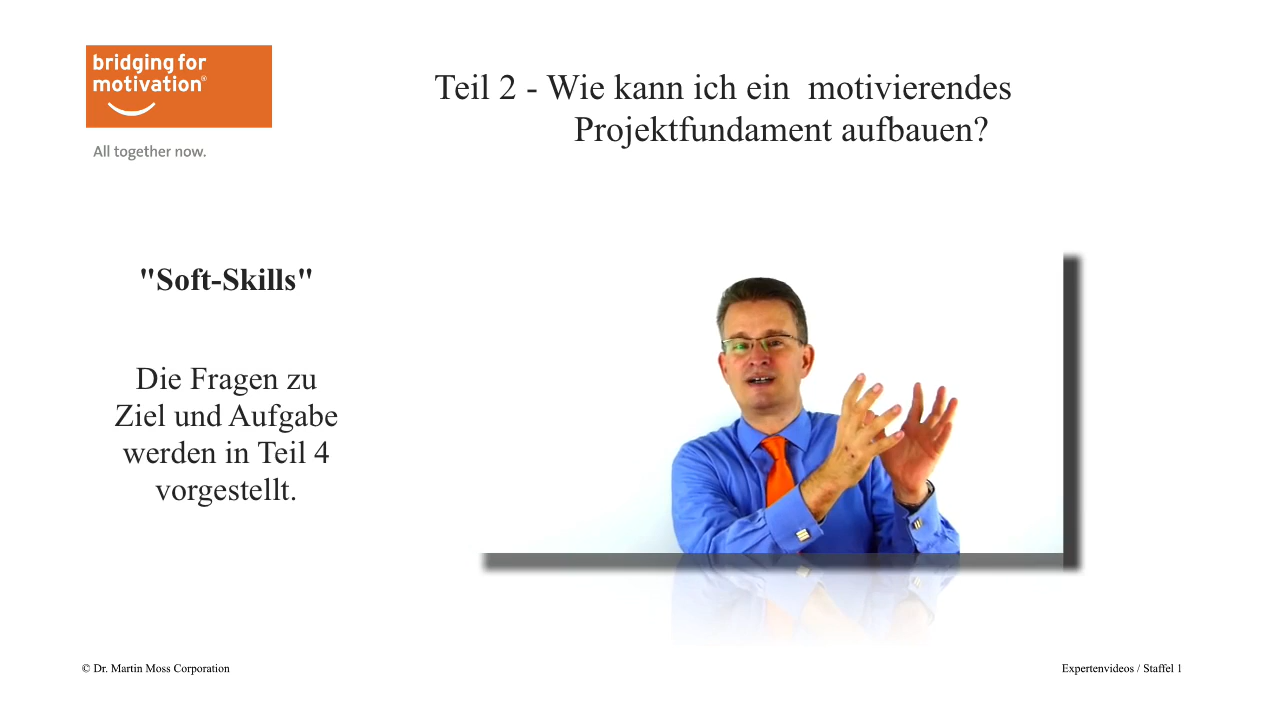 bridging for
motivation®
All together now.
Teil 2 - Wie kann ich ein  motivierendes
Projektfundament aufbauen?
"Soft-Skills"
Die Fragen zu
Ziel und Aufgabe
werden in Teil 4
vorgestellt.
© Dr. Martin Moss Corporation
Expertenvideos / Staffel 1